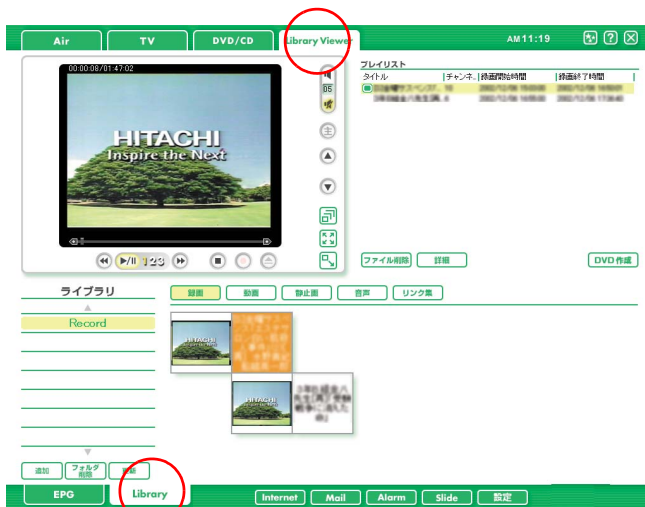 Air TV DVD/CD Library Viewer AM11:19 ?
00:00:08/01:47:02
05
主
HITACHI
Inspire the Next
123
プレイリスト
タイトル チャンネ.. 録画開始時間 録画終了時間
ファイル削除 詳細 DVD作成
ライブラリ
録画 動画 静止画 音声 リンク集
Record
HITACHI
HITACHI
追加 フォルダ削除 更新
EPG Library Internet Mail Alarm Slide 設定